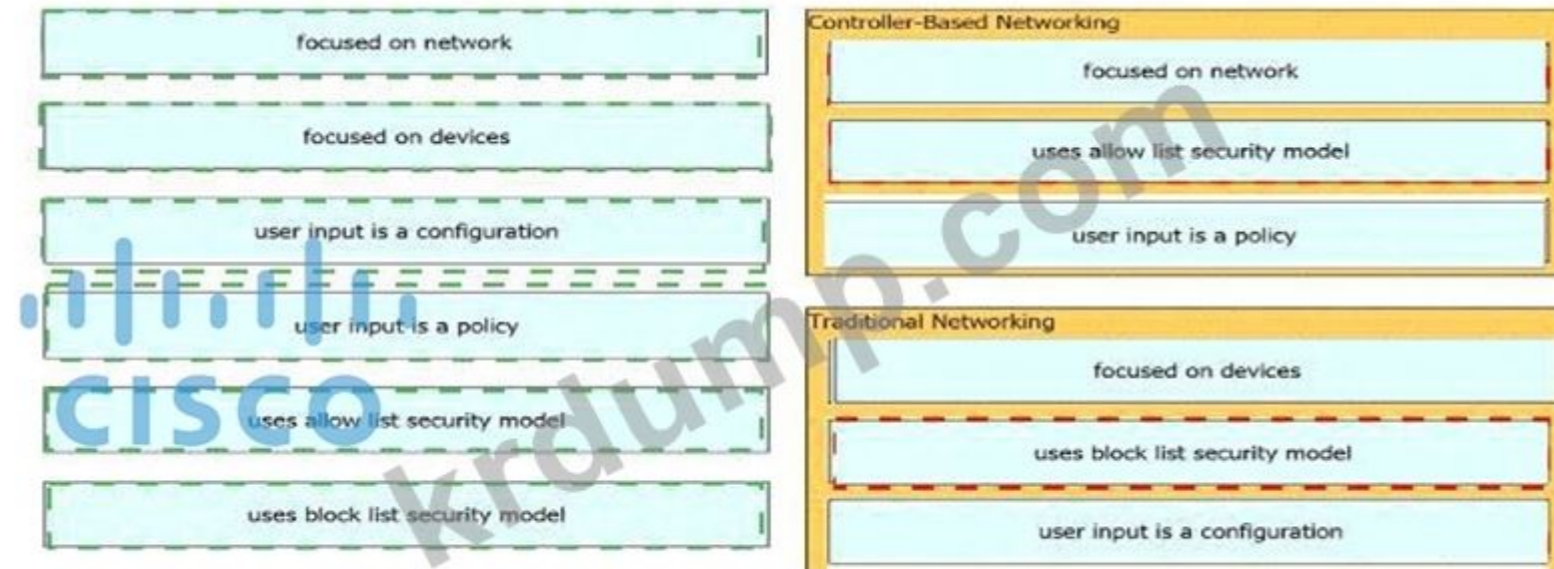 focused on network
focused on devices
user input is a configuration
user input is a policy
uses allow list security model
uses block list security model
CISCO
Controller-Based Networking
focused on network
uses allow list security model
user input is a policy
Traditional Networking
focused on devices
uses block list security model
user input is a configuration
krdump.com